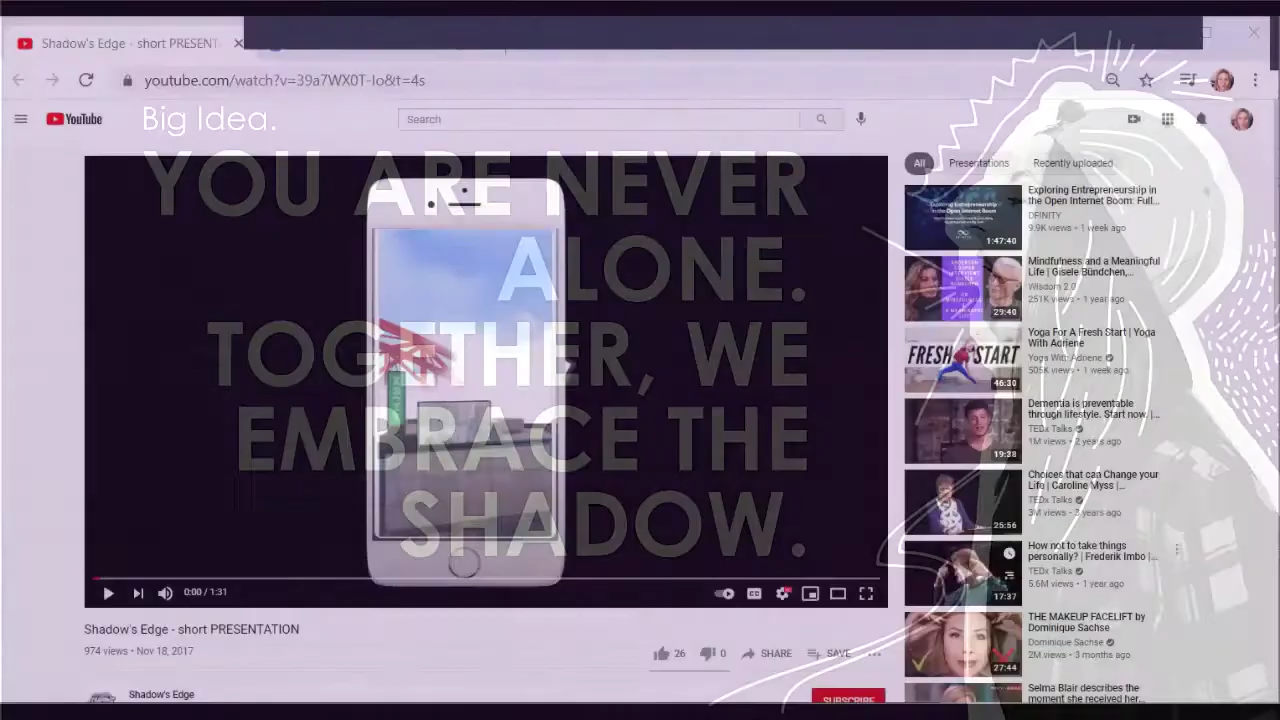 Shadow's Edge - short PRESENT
youtube.com/watch?v=39a7WX0T-Io&t=4s
YouTube
Search
Big Idea.
YOU ARE NEVER
ALONE.
TOGETHER, WE
EMBRACE THE
SHADOW.
0:00 / 1:31
Shadow's Edge - short PRESENTATION
974 views • Nov 18, 2017
26
0
SHARE
SAVE
Shadow's Edge
SUBSCRIBE
All
Presentations
Recently uploaded
Exploring Entrepreneurship in
the Open Internet Boom: Full...
DFINITY
9.9K views • 1 week ago
1:47:40
Mindfulness and a Meaningful
Life | Gisele Bündchen,...
Wisdom 2.0
251K views • 1 year ago
29:40
Yoga For A Fresh Start | Yoga
With Adriene
Yoga With Adriene
505K views • 1 year ago
FRESH START
46:30
Dementia is preventable
through lifestyle. Start now. |...
TEDx Talks
1M views • 2 years ago
19:38
Choices that can Change your
Life | Caroline Myss |...
TEDx Talks
3M views • 3 years ago
25:56
How not to take things
personally? | Frederik Imbo |...
TEDx Talks
5.6M views • 1 year ago
17:37
THE MAKEUP FACELIFT by
Dominique Sachse
Dominique Sachse
2M views • 3 months ago
27:44
Selma Blair describes the
moment she received her...